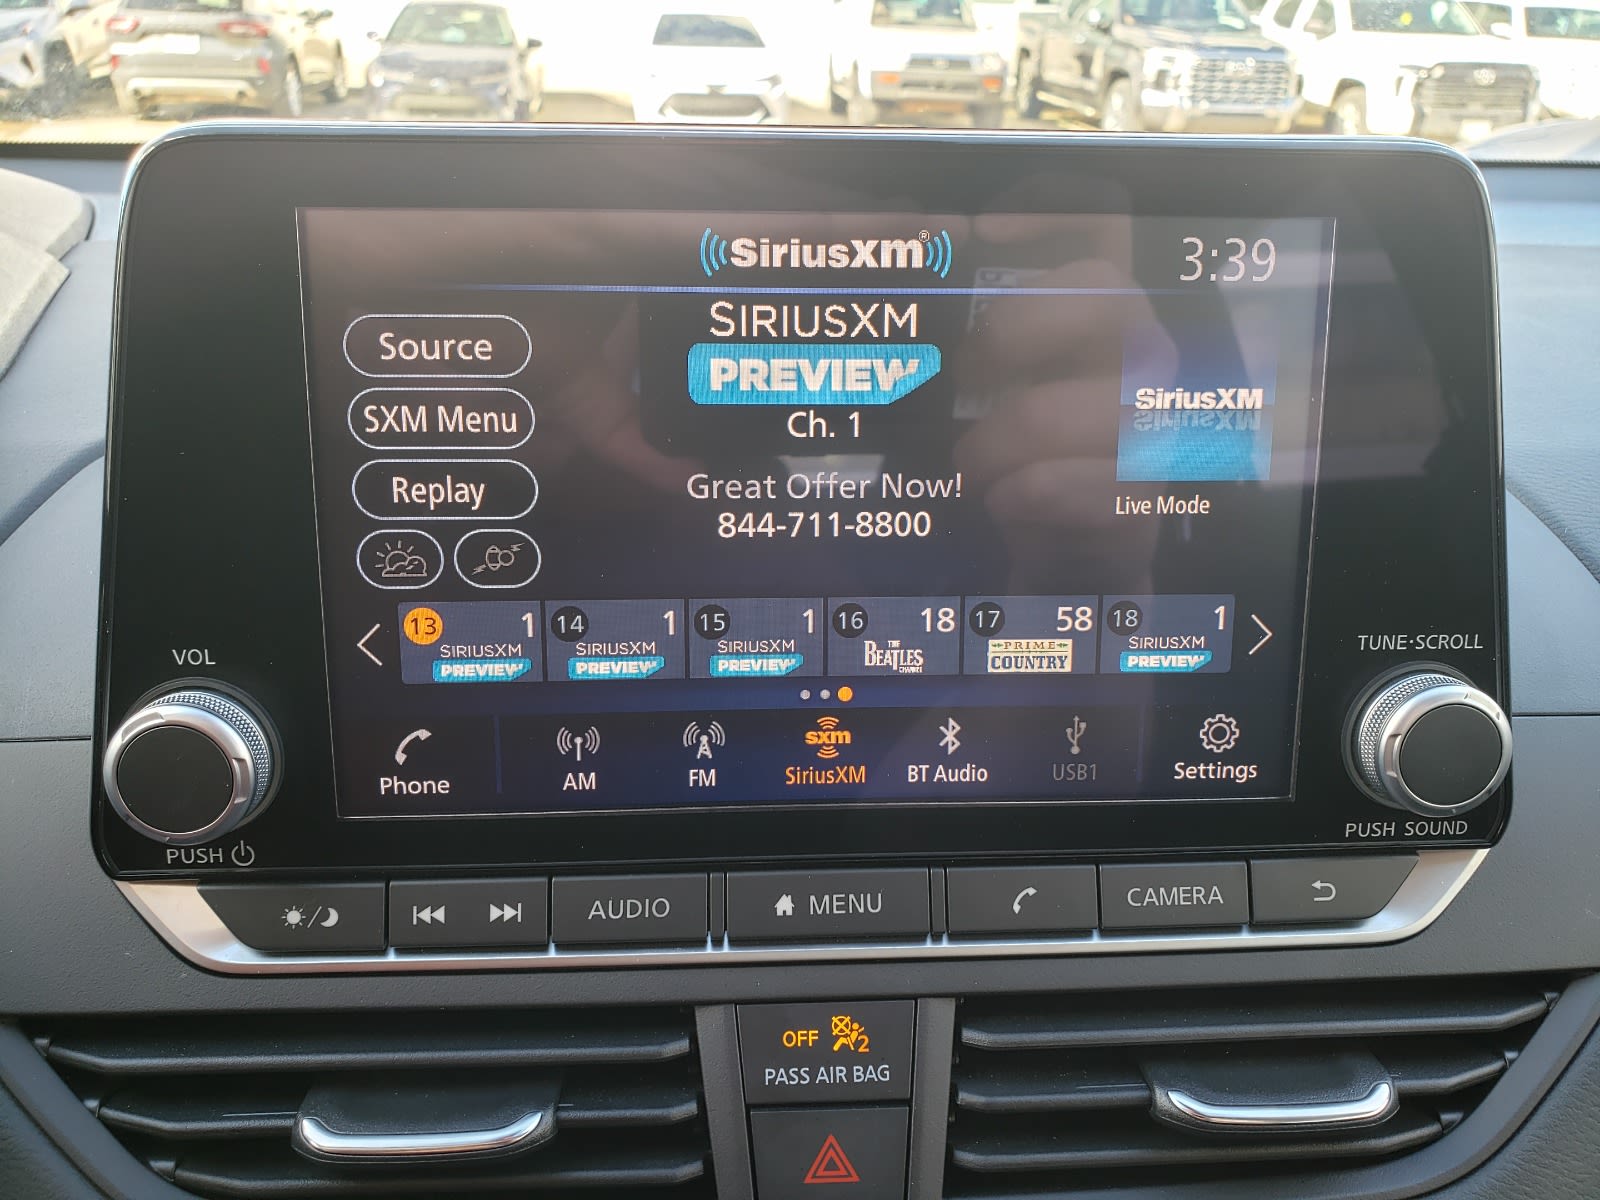 SiriusXM®
3:39
Source
SIRIUSXM
PREVIEW
Ch. 1
SXM Menu
SiriusXM
Replay
Great Offer Now!
844-711-8800
Live Mode
13 1 SIRIUSXM PREVIEW
14 1 SIRIUSXM PREVIEW
15 1 SIRIUSXM PREVIEW
16 18 THE BEATLES CHANNEL
17 58 PRIME COUNTRY
18 1 SIRIUSXM PREVIEW
VOL
TUNE•SCROLL
Phone
AM
FM
sxm
SiriusXM
BT Audio
USB1
Settings
PUSH
PUSH SOUND
AUDIO
MENU
CAMERA
OFF 2
PASS AIR BAG